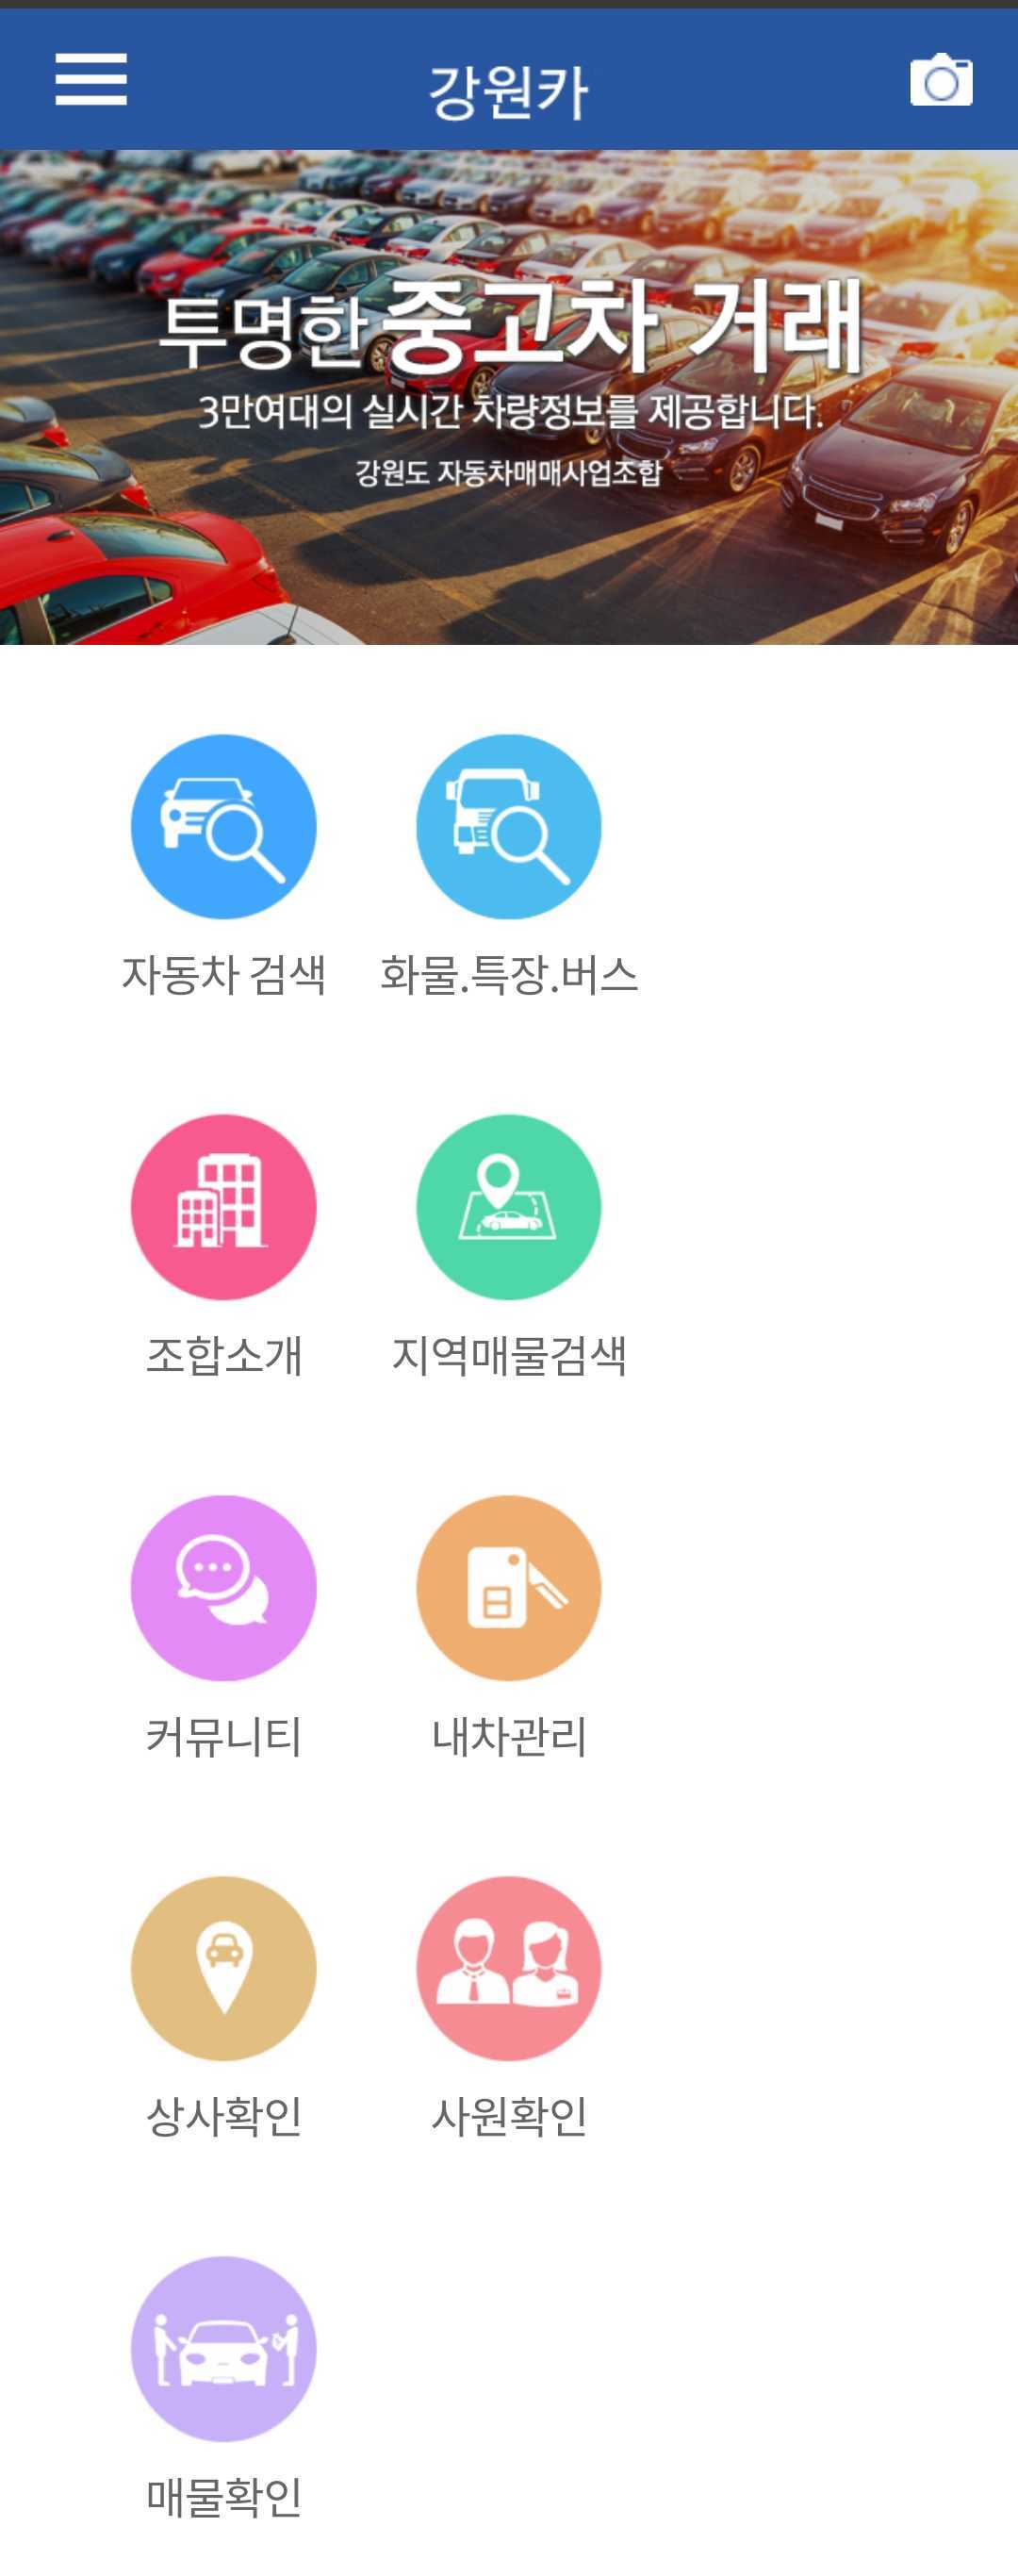 강원카
투명한 중고차 거래
3만여대의 실시간 차량정보를 제공합니다.
강원도 자동차매매사업조합
자동차 검색 화물.특장.버스
조합소개 지역매물검색
커뮤니티 내차관리
상사확인 사원확인
매물확인